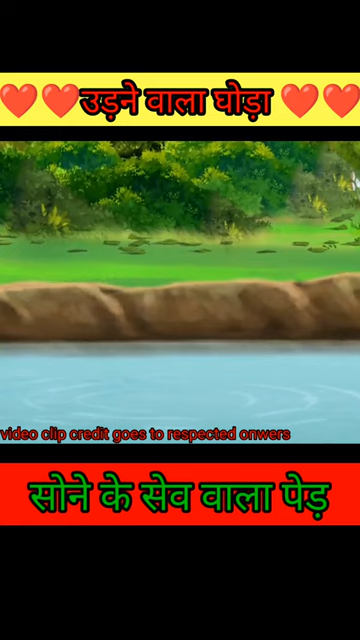 ❤️❤️उड़ने वाला घोड़ा ❤️❤️
video clip credit goes to respected onwers
सोने के सेव वाला पेड़